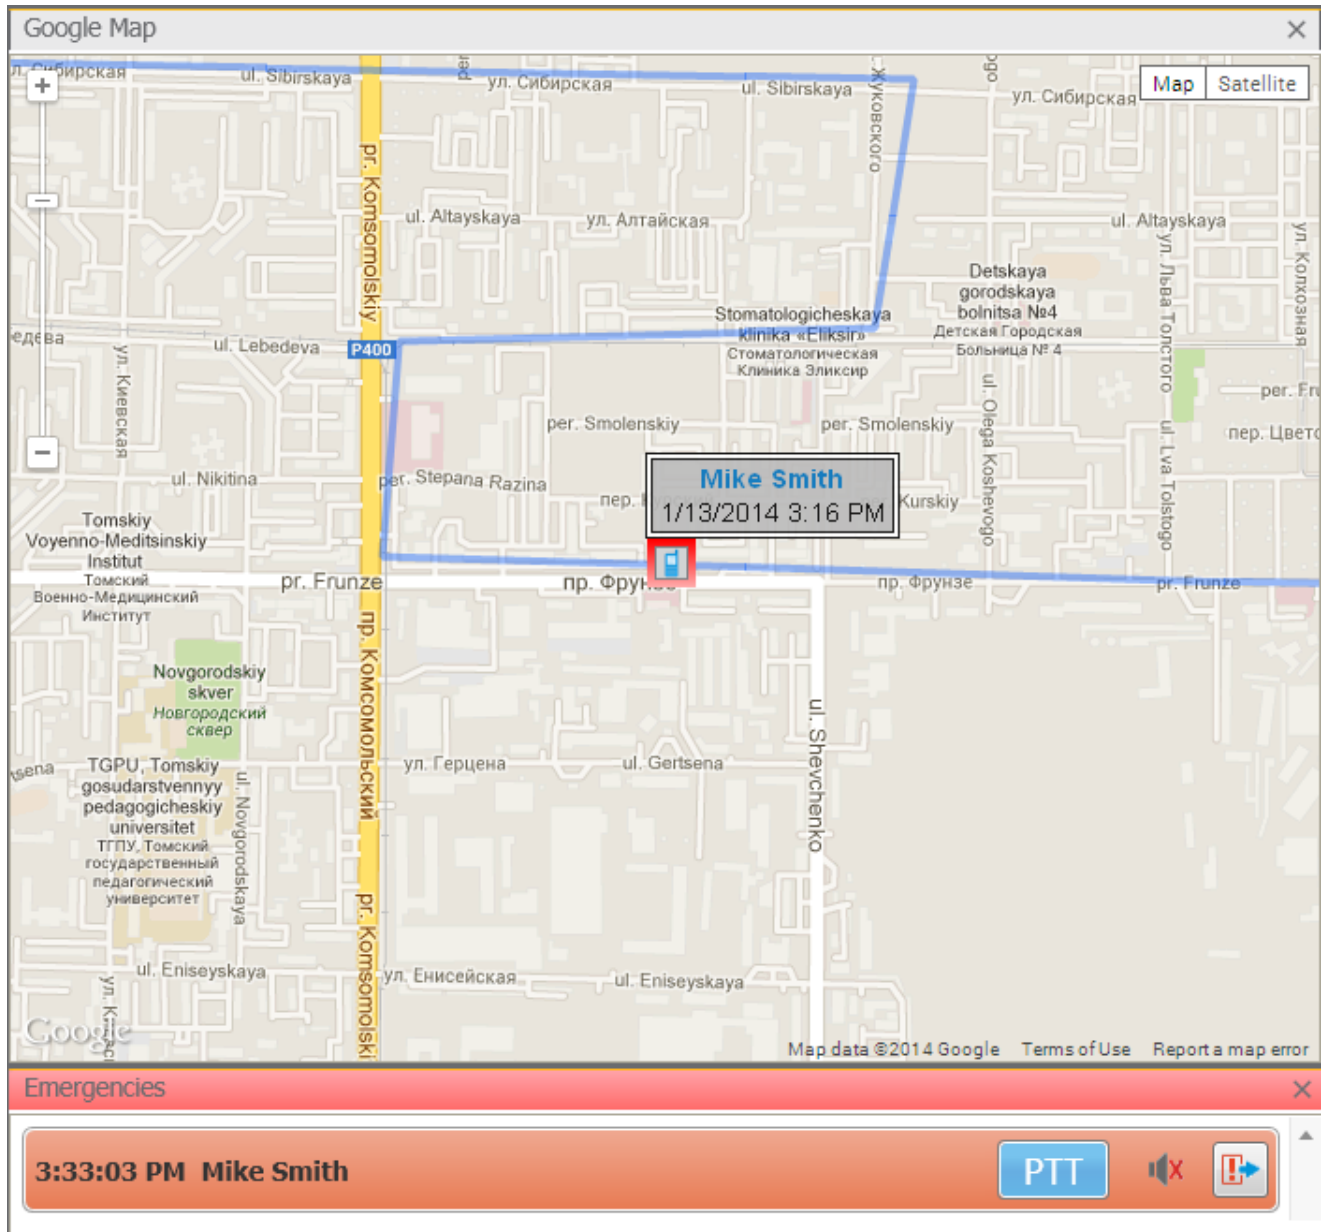 Google Map
ul. Sibirskaya
ул. Сибирская
ul. Sibirskaya
ул. Сибирская
Map
Satellite
Жуковского
pr. Komsomolskiy
ul. Altayskaya
ул. Алтайская
ul. Altayskaya
ул. Льва Толстого
ул. Колхозная
Detskaya
gorodskaya
bolnitsa №4
Детская Городская
Больница № 4
Stomatologicheskaya
klinika «Eliksir»
Стоматологическая
Клиника Эликсир
ul. Lebedeva
P400
ул. Киевская
per. Smolenskiy
per. Smolenskiy
ul. Olega Koshevogo
ul. Lva Tolstogo
per.
пер.
ul. Nikitina
per. Stepana Razina
пер.
Kurskiy
Mike Smith
1/13/2014 3:16 PM
Tomskiy
Voyenno-Meditsinskiy
Institut
Томский
Военно-Медицинский
Институт
pr. Frunze
пр.
пр. Фрунзе
pr. Frunze
пр. Комсомольский
Novgorodskiy
skver
Новгородский
сквер
ul. Shevchenko
TGPU, Tomskiy
gosudarstvennyy
pedagogicheskiy
universitet
ТГПУ, Томский
государственный
педагогический
университет
ul. Novgorodskaya
ул. Герцена
ul. Gertsena
pr. Komsomolski
ul. Eniseyskaya
ул. Енисейская
ul. Eniseyskaya
ул.
Google
Map data ©2014 Google
Terms of Use
Report a map error
Emergencies
3:33:03 PM Mike Smith
PTT